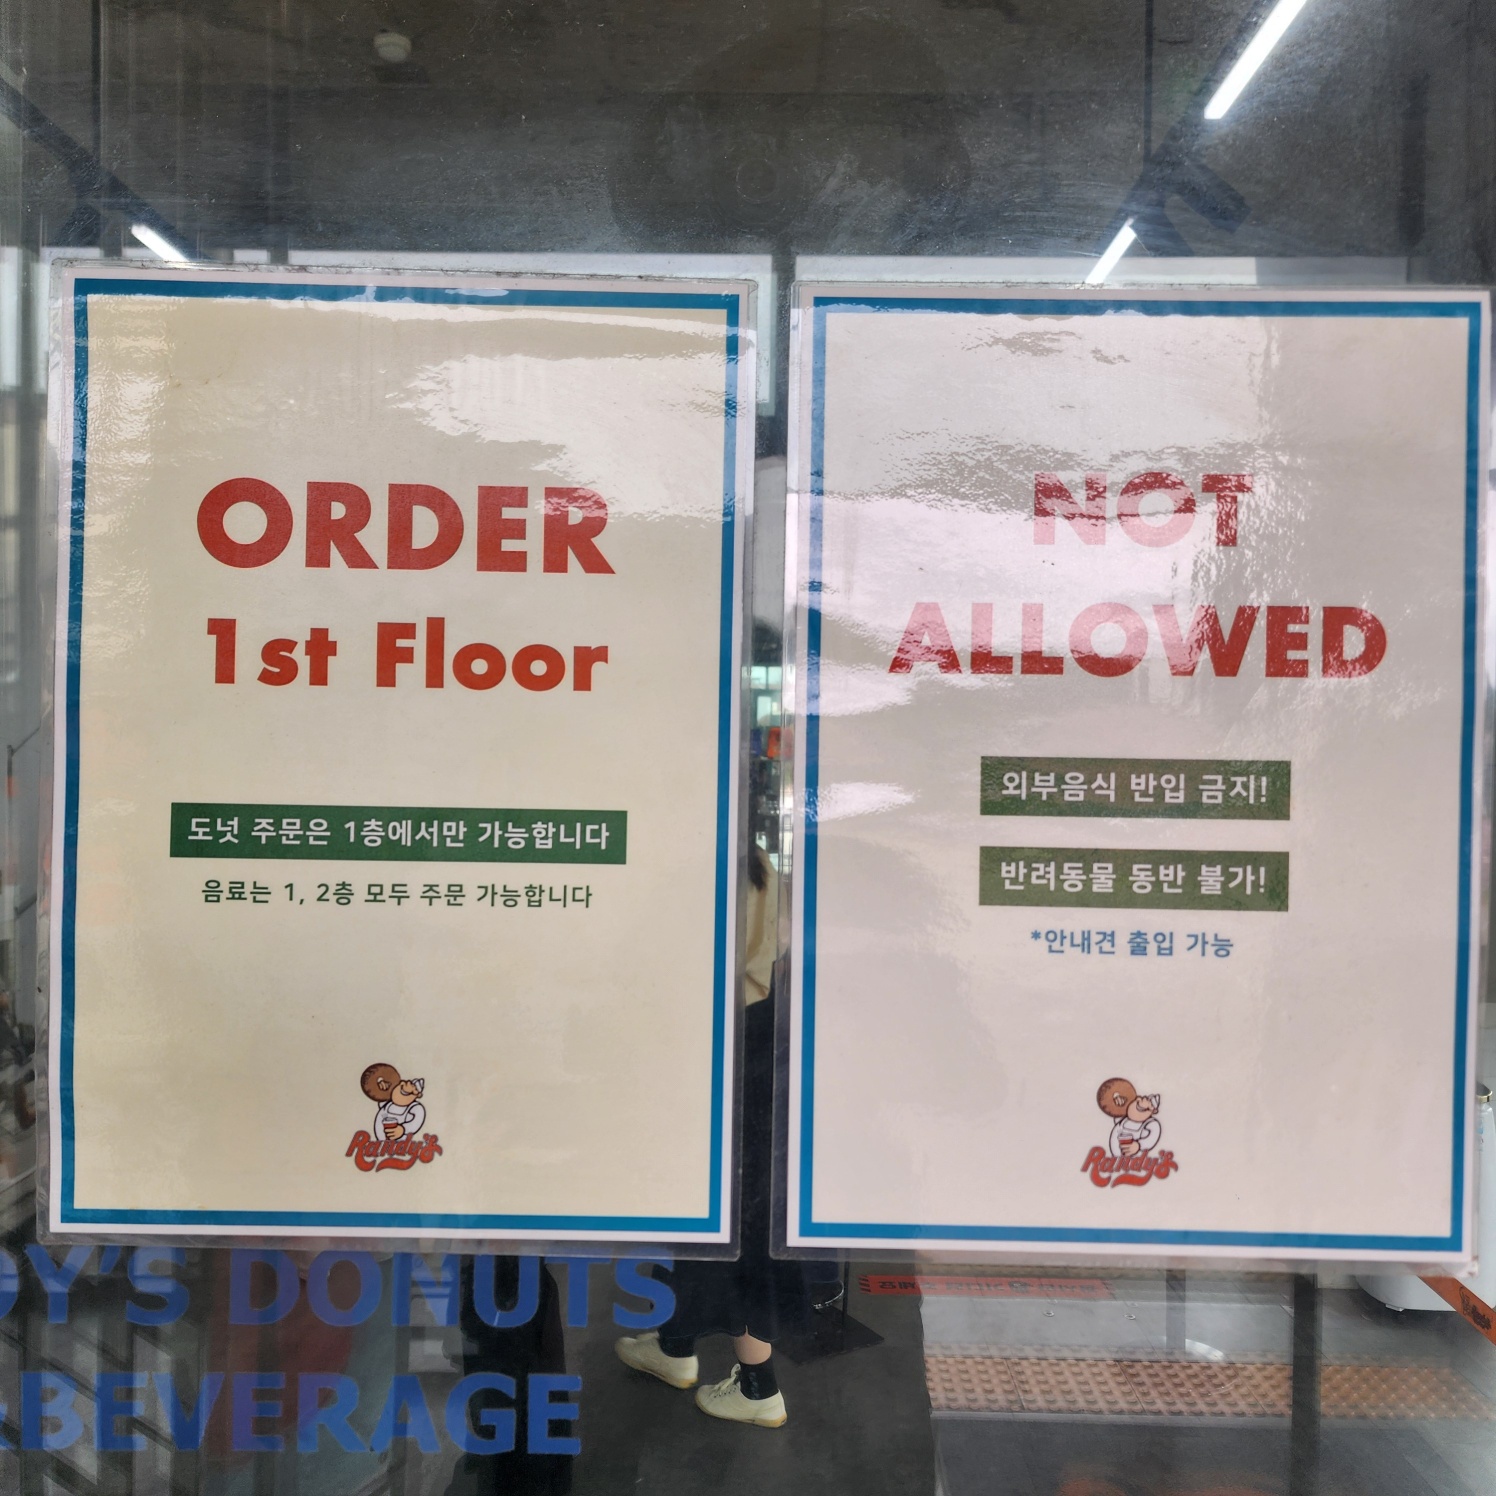 ORDER
1st Floor
도넛 주문은 1층에서만 가능합니다
음료는 1, 2층 모두 주문 가능합니다
Randy's
NOT
ALLOWED
외부음식 반입 금지!
반려동물 동반 불가!
*안내견 출입 가능
Randy's
DY'S DONUTS
&BEVERAGE